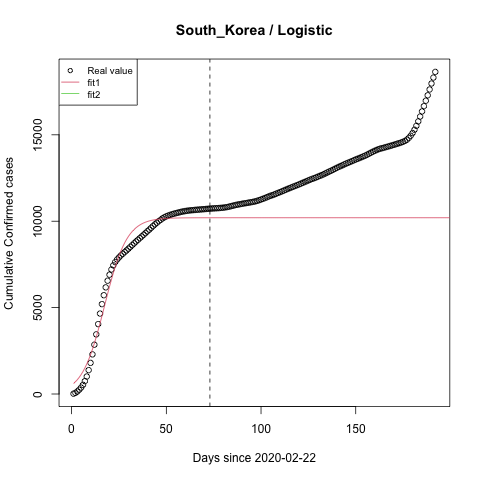 South_Korea / Logistic
Real value
fit1
fit2
Cumulative Confirmed cases
15000
10000
5000
0
0
50
100
150
Days since 2020-02-22